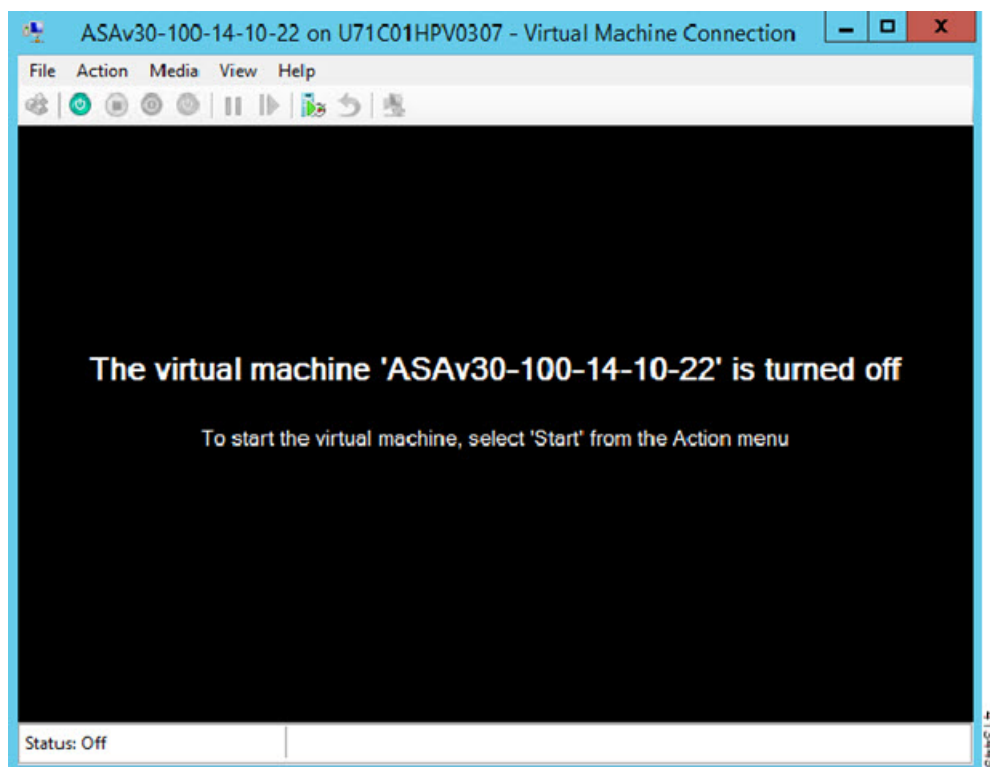 ASAv30-100-14-10-22 on U71C01HPV0307 - Virtual Machine Connection
File Action Media View Help
The virtual machine 'ASAv30-100-14-10-22' is turned off
To start the virtual machine, select 'Start' from the Action menu
Status: Off